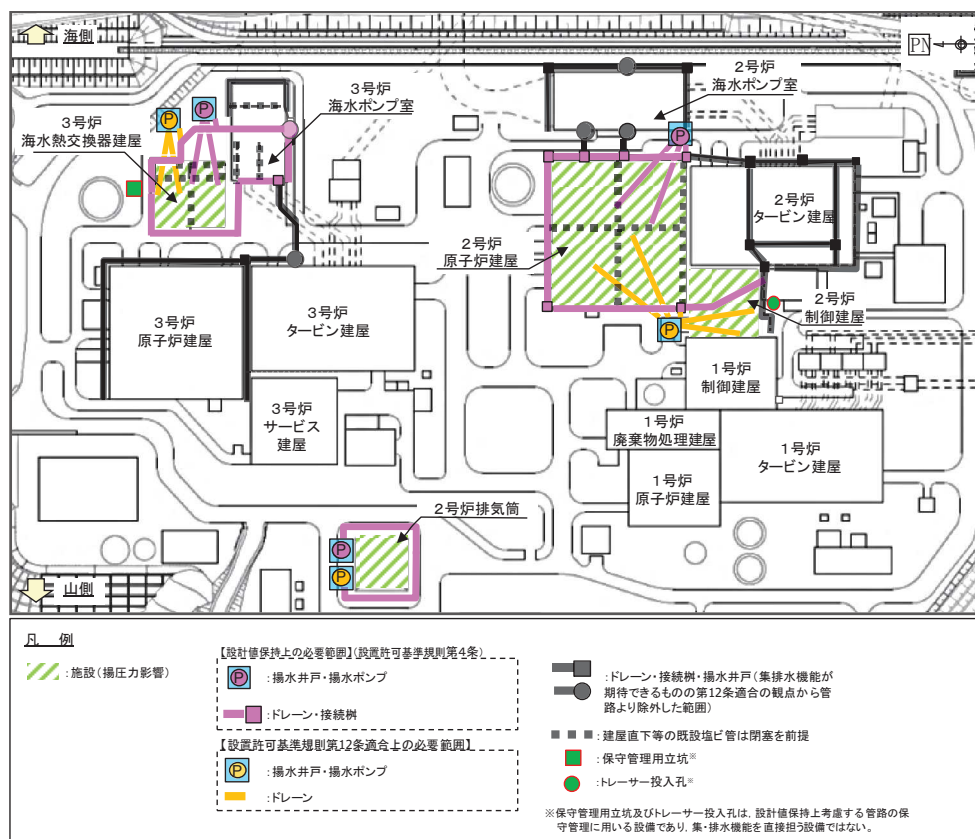 海側
PN
3号炉
海水熱交換器建屋
P
P
3号炉
海水ポンプ室
2号炉
海水ポンプ室
P
2号炉
タービン建屋
2号炉
原子炉建屋
2号炉
制御建屋
P
3号炉
原子炉建屋
3号炉
タービン建屋
3号炉
サービス
建屋
1号炉
制御建屋
1号炉
廃棄物処理建屋
1号炉
タービン建屋
1号炉
原子炉建屋
2号炉排気筒
P
P
山側
凡 例
:施設(揚圧力影響)
【設計値保持上の必要範囲】(設置許可基準規則第4条)
P :揚水井戸・揚水ポンプ
:ドレーン・接続桝
【設置許可基準規則第12条適合上の必要範囲】
P :揚水井戸・揚水ポンプ
:ドレーン
:ドレーン・接続桝・揚水井戸(集排水機能が
期待できるものの第12条適合の観点から管
路より除外した範囲)
:建屋直下等の既設塩ビ管は閉塞を前提
:保守管理用立坑※
:トレーサー投入孔※
※保守管理用立坑及びトレーサー投入孔は、設計値保持上考慮する管路の保
守管理に用いる設備であり、集・排水機能を直接担う設備ではない。